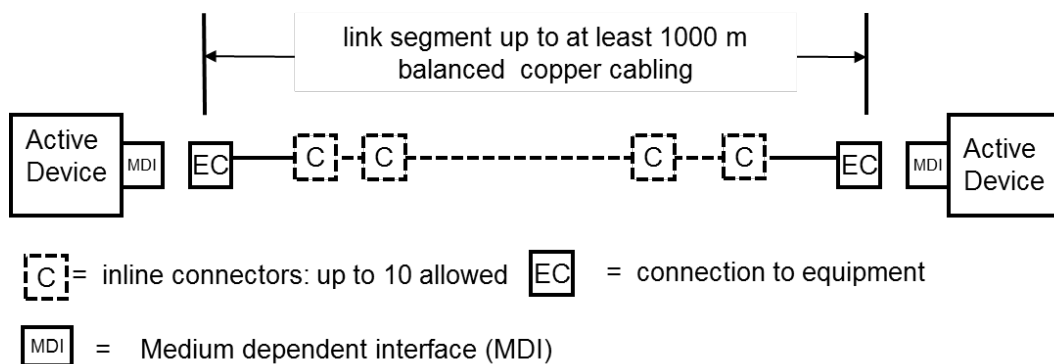 link segment up to at least 1000 m
balanced copper cabling
Active
Device
MDI
EC
C
C
C
C
EC
MDI
Active
Device
C = inline connectors: up to 10 allowed
EC = connection to equipment
MDI = Medium dependent interface (MDI)